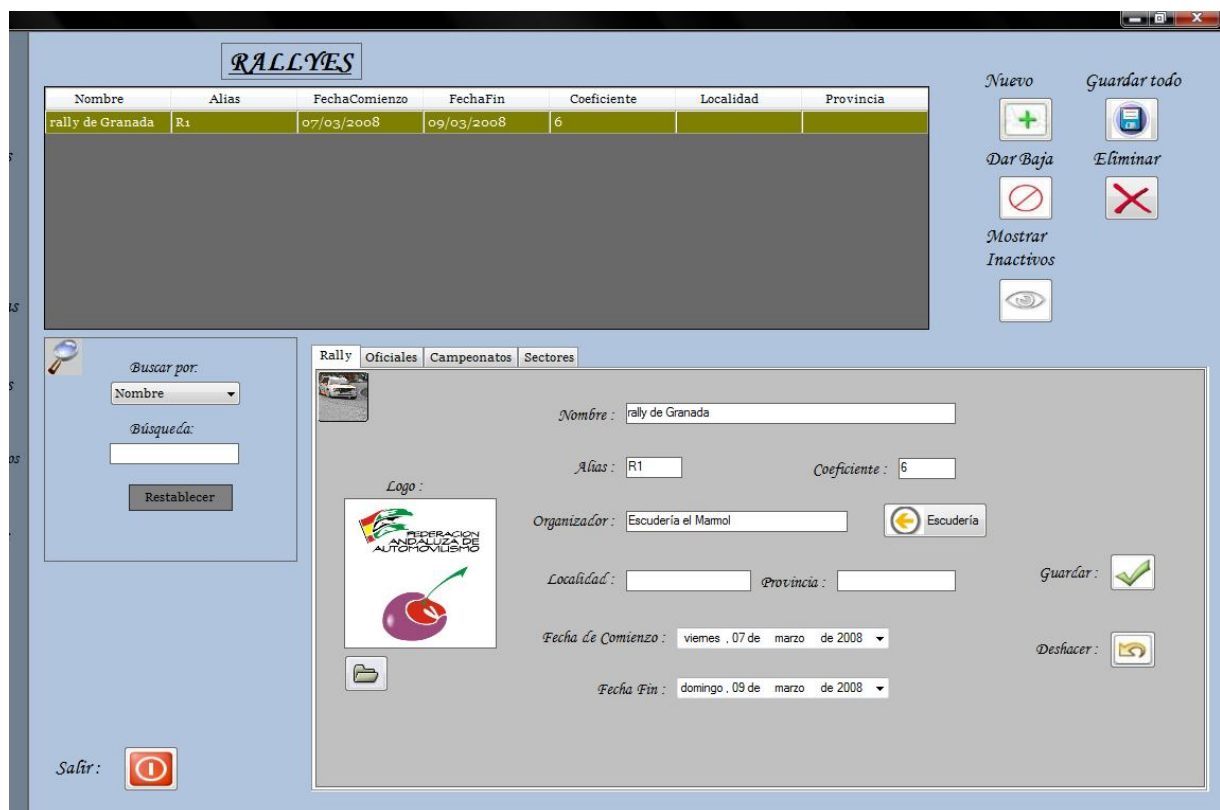 RALLYES
Nombre Alias FechaComienzo FechaFin Coeficiente Localidad Provincia
rally de Granada R1 07/03/2008 09/03/2008 6
Nuevo Guardar todo
Dar Baja Eliminar
Mostrar
Inactivos
Buscar por:
Nombre
Búsqueda:
Restablecer
Rally Oficiales Campeonatos Sectores
Nombre : rally de Granada
Alias : R1 Coeficiente : 6
Logo :
FEDERACION
ANDALUZA DE
AUTOMOVILISMO
Organizador : Escudería el Marmol Escudería
Localidad : Provincia :
Guardar :
Fecha de Comienzo : viernes , 07 de marzo de 2008
Deshacer :
Fecha Fin : domingo , 09 de marzo de 2008
Salir :